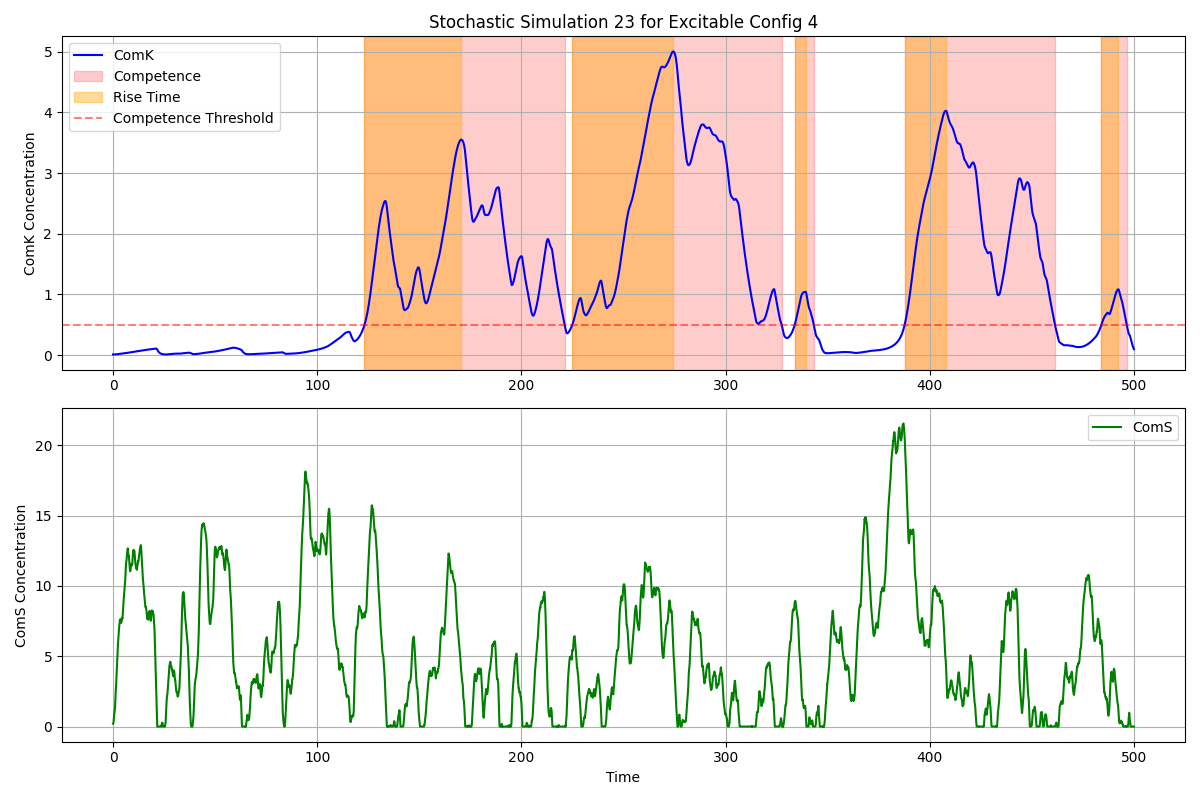 Stochastic Simulation 23 for Excitable Config 4
ComK
Competence
Rise Time
Competence Threshold
ComK Concentration
5
4
3
2
1
0
0 100 200 300 400 500
ComS
ComS Concentration
20
15
10
5
0
0 100 200 300 400 500
Time